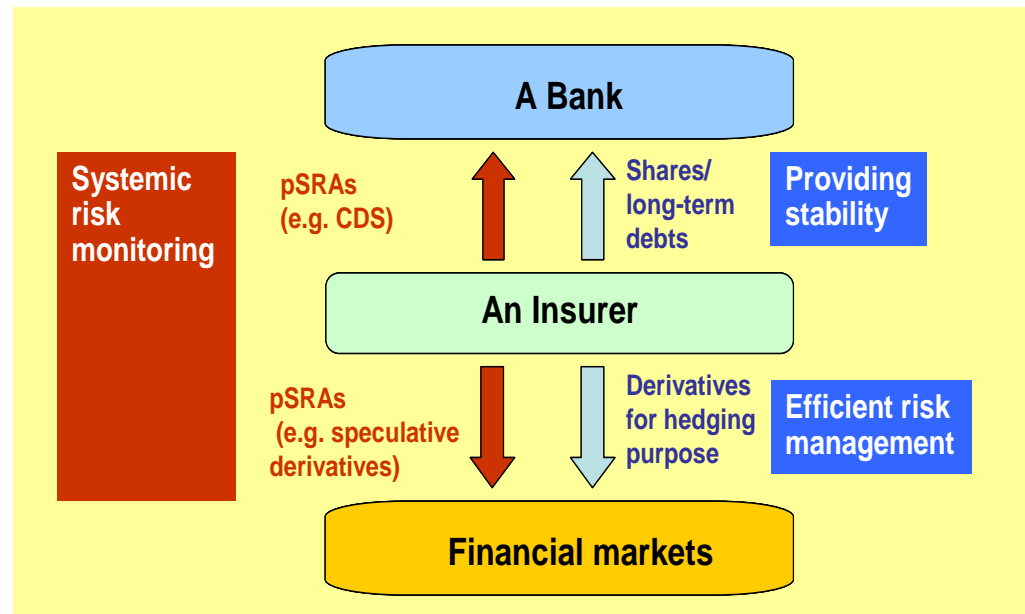 A Bank
Systemic
risk
monitoring
pSRAs
(e.g. CDS)
Shares/
long-term
debts
Providing
stability
An Insurer
pSRAs
(e.g. speculative
derivatives)
Derivatives
for hedging
purpose
Efficient risk
management
Financial markets